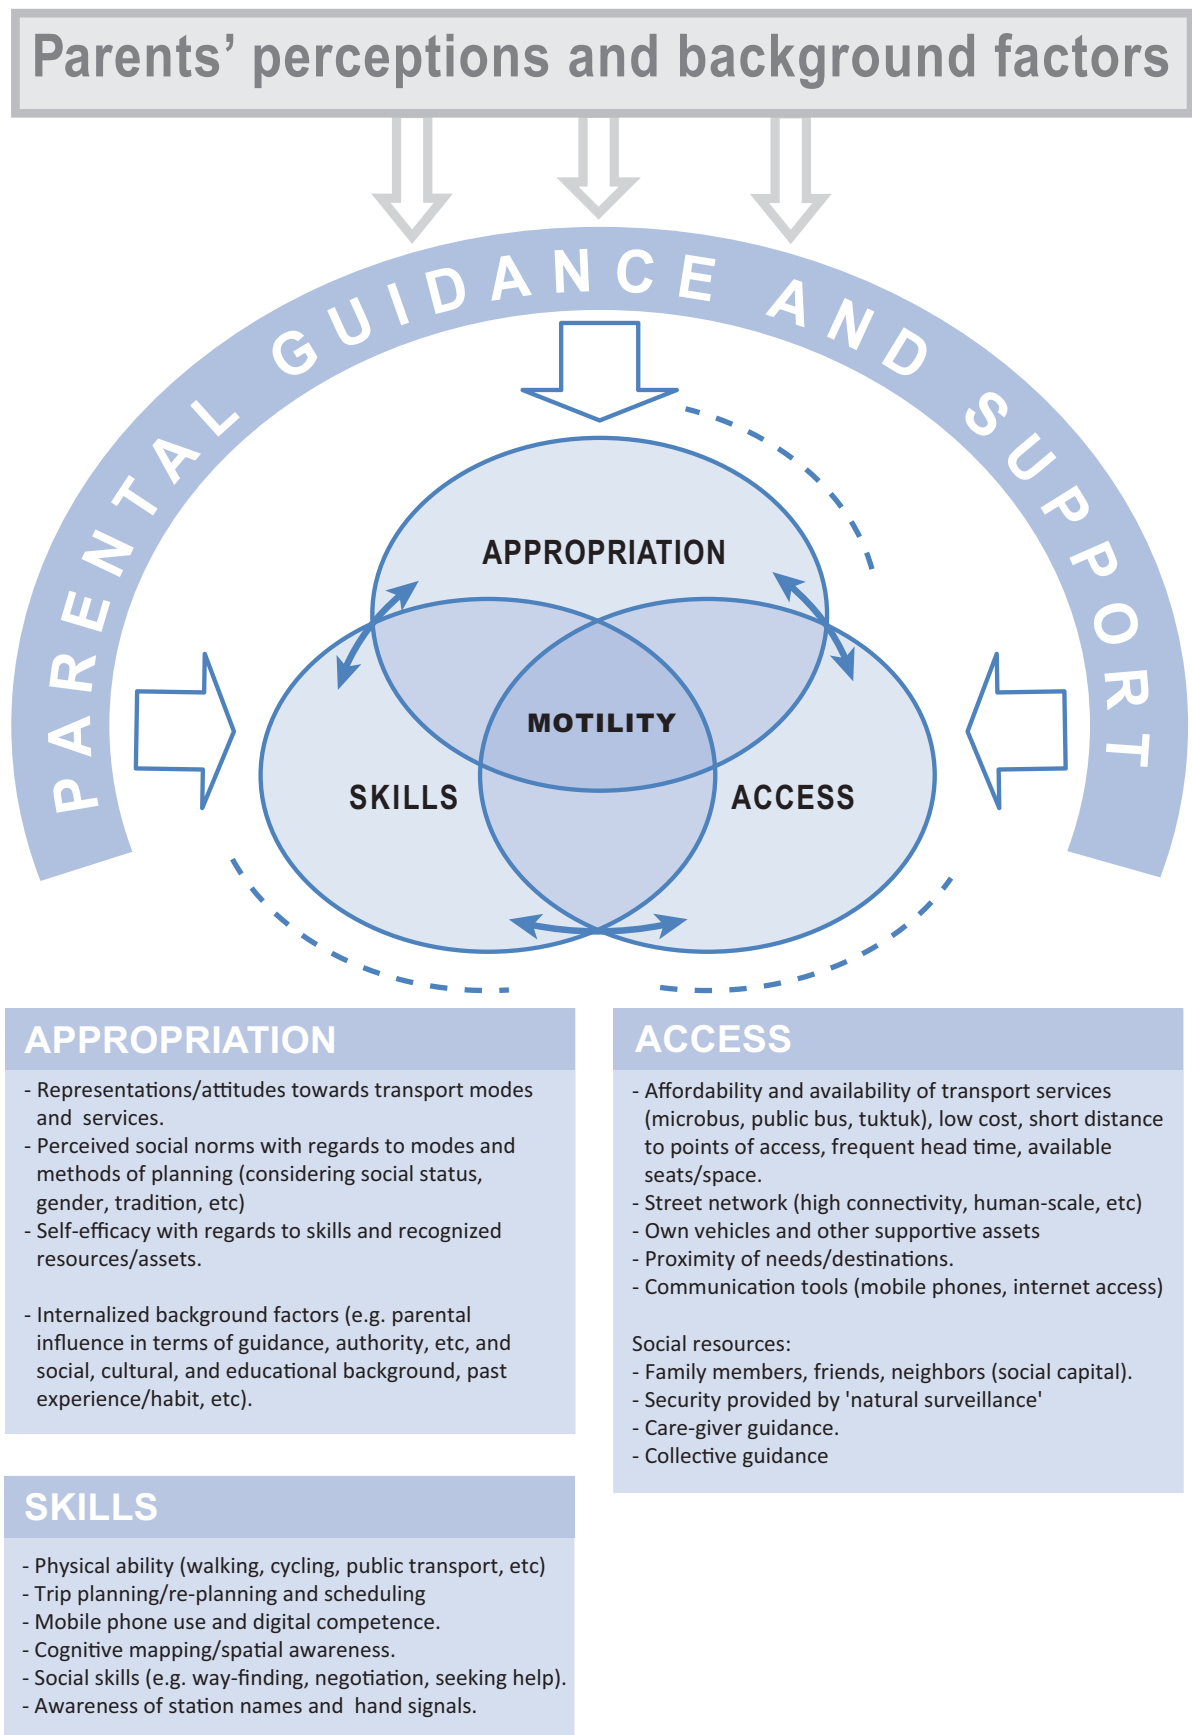 Parents’ perceptions and background factors
PARENTAL GUIDANCE AND SUPPORT
APPROPRIATION
MOTILITY
SKILLS
ACCESS
APPROPRIATION
- Representations/attitudes towards transport modes
and services.
- Perceived social norms with regards to modes and
methods of planning (considering social status,
gender, tradition, etc)
- Self-efficacy with regards to skills and recognized
resources/assets.
- Internalized background factors (e.g. parental
influence in terms of guidance, authority, etc, and
social, cultural, and educational background, past
experience/habit, etc).
SKILLS
- Physical ability (walking, cycling, public transport, etc)
- Trip planning/re-planning and scheduling
- Mobile phone use and digital competence.
- Cognitive mapping/spatial awareness.
- Social skills (e.g. way-finding, negotiation, seeking help).
- Awareness of station names and hand signals.
ACCESS
- Affordability and availability of transport services
(microbus, public bus, tuktuk), low cost, short distance
to points of access, frequent head time, available
seats/space.
- Street network (high connectivity, human-scale, etc)
- Own vehicles and other supportive assets
- Proximity of needs/destinations.
- Communication tools (mobile phones, internet access)
Social resources:
- Family members, friends, neighbors (social capital).
- Security provided by 'natural surveillance'
- Care-giver guidance.
- Collective guidance